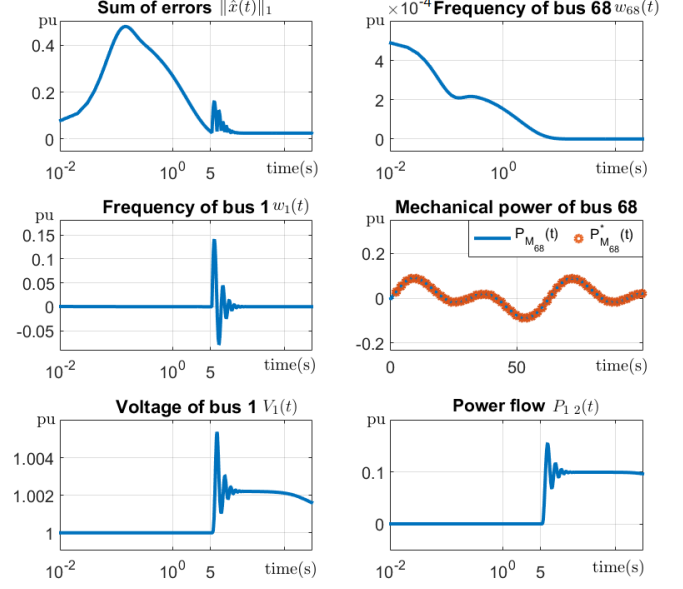 Sum of errors ‖x̂(t)‖₁
pu
0.4
0.2
0
10⁻² 10⁰ 5 time(s)
×10⁻⁴ Frequency of bus 68 w₆₈(t)
pu
4
2
0
10⁻² 10⁰ time(s)
Frequency of bus 1 w₁(t)
pu
0.15
0.1
0.05
0
-0.05
10⁻² 10⁰ 5 time(s)
Mechanical power of bus 68
pu
P_M₆₈(t) P*_M₆₈(t)
0.2
0
-0.2
0 50 time(s)
Voltage of bus 1 V₁(t)
pu
1.004
1.002
1
10⁻² 10⁰ 5 time(s)
Power flow P₁ ₂(t)
pu
0.1
0
10⁻² 10⁰ 5 time(s)